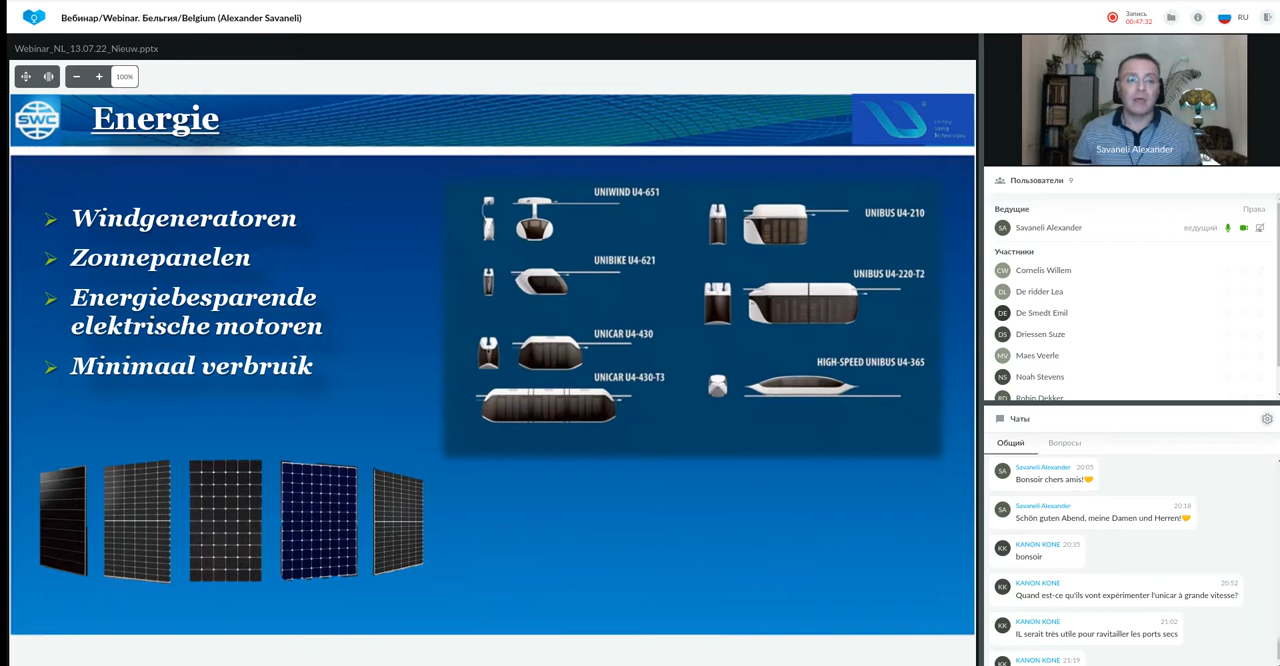 Вебинар/Webinar. Бельгия/Belgium (Alexander Savaneli)
Запись
00:47:32
RU
Webinar_NL_13.07.22_Nieuw.pptx
100%
SWC
Energie
Windgeneratoren
Zonnepanelen
Energiebesparende
elektrische motoren
Minimaal verbruik
UNIWIND U4-651
UNIBUS U4-210
UNIBIKE U4-621
UNIBUS U4-220-T2
UNICAR U4-430
HIGH-SPEED UNIBUS U4-365
UNICAR U4-430-T3
Savaneli Alexander
Пользователи 9
Ведущие Права
SA Savaneli Alexander ведущий
Участники
CW Cornelis Willem
DL De ridder Lea
DE De Smedt Emil
DS Driessen Suze
MV Maes Veerle
NS Noah Stevens
RD Robin Dekker
Чаты
Общий Вопросы
SA Savaneli Alexander 20:05
Bonsoir chers amis!🧡
SA Savaneli Alexander 20:18
Schön guten Abend, meine Damen und Herren!🧡
KK KANON KONE 20:35
bonsoir
KK KANON KONE 20:52
Quand est-ce qu'ils vont expérimenter l'unicar à grande vitesse?
KK KANON KONE 21:02
IL serait très utile pour ravitailler les ports secs
KK KANON KONE 21:19